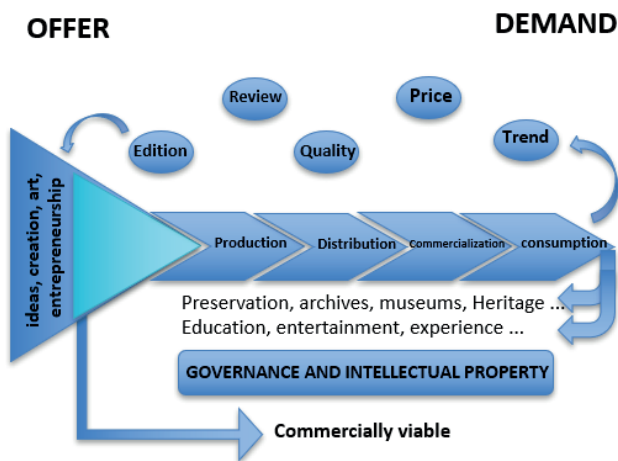 OFFER
DEMAND
Review
Price
Edition
Quality
Trend
ideas, creation, art,
entrepreneurship
Production
Distribution
Commercialization
consumption
Preservation, archives, museums, Heritage ...
Education, entertainment, experience ...
GOVERNANCE AND INTELLECTUAL PROPERTY
Commercially viable